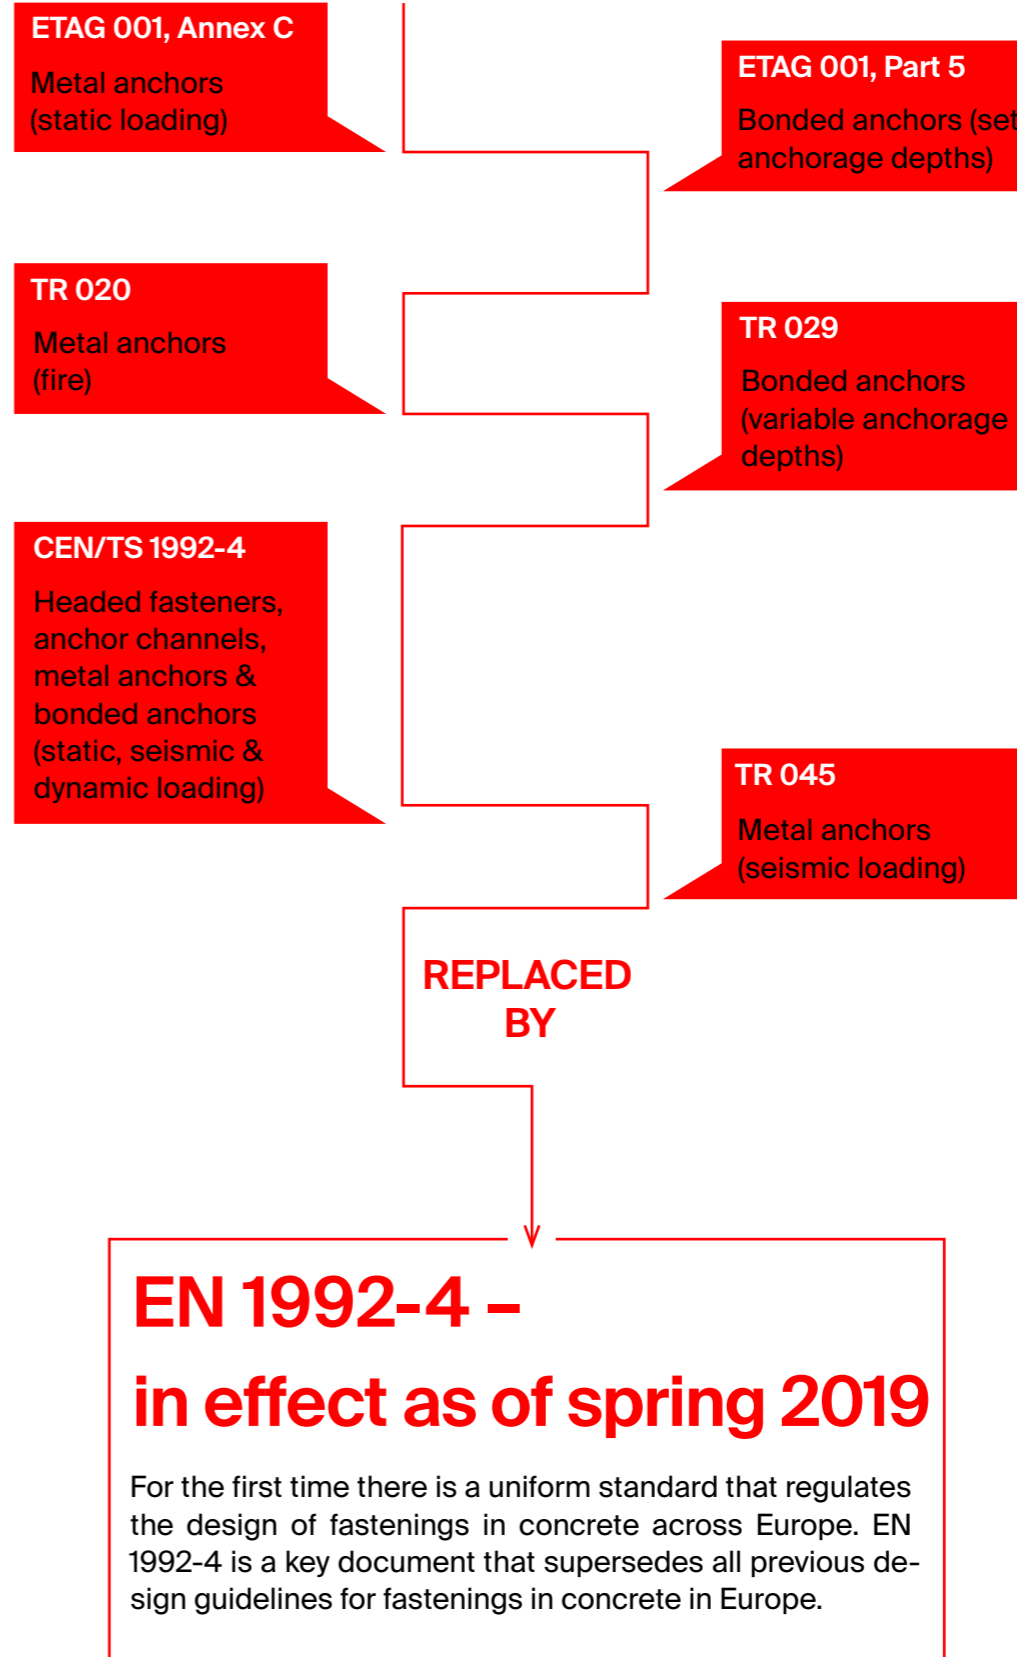 ETAG 001, Annex C
Metal anchors
(static loading)
ETAG 001, Part 5
Bonded anchors (set
anchorage depths)
TR 020
Metal anchors
(fire)
TR 029
Bonded anchors
(variable anchorage
depths)
CEN/TS 1992-4
Headed fasteners,
anchor channels,
metal anchors &
bonded anchors
(static, seismic &
dynamic loading)
TR 045
Metal anchors
(seismic loading)
REPLACED
BY
EN 1992-4 –
in effect as of spring 2019
For the first time there is a uniform standard that regulates
the design of fastenings in concrete across Europe. EN
1992-4 is a key document that supersedes all previous de-
sign guidelines for fastenings in concrete in Europe.